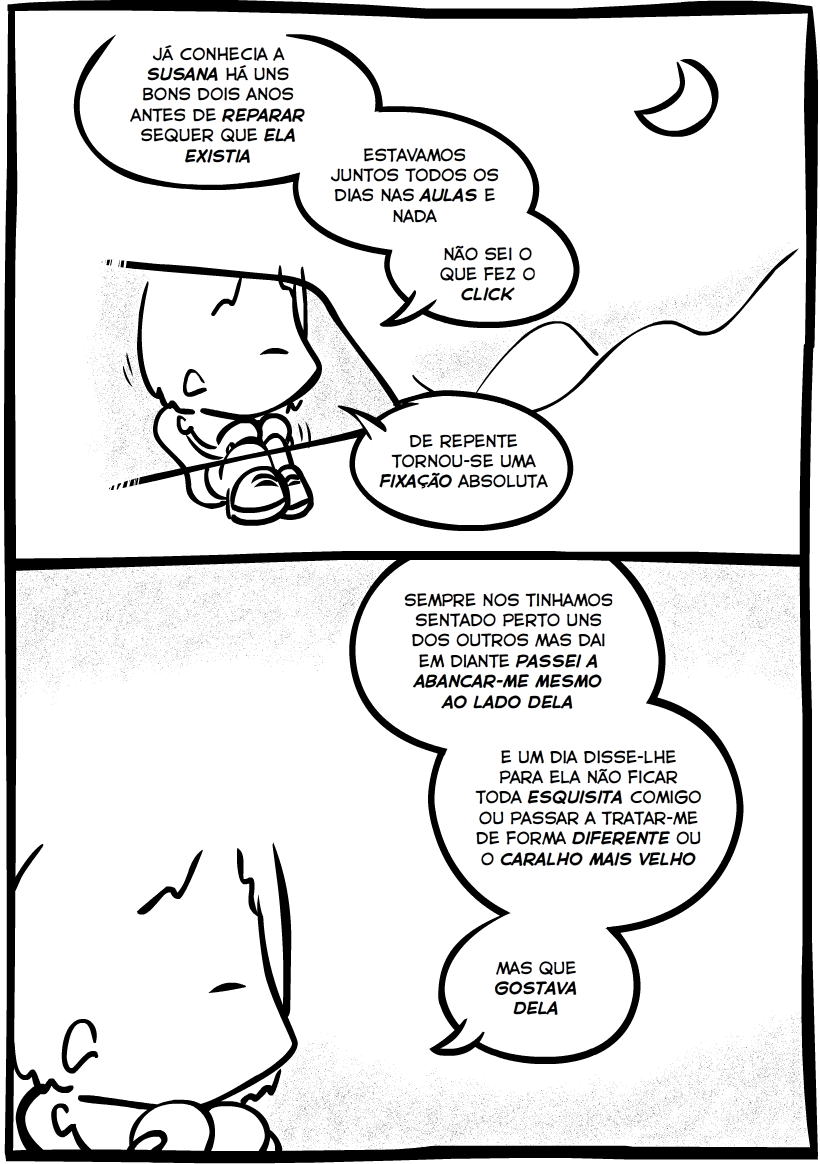 JÁ CONHECIA A
SUSANA HÁ UNS
BONS DOIS ANOS
ANTES DE REPARAR
SEQUER QUE ELA
EXISTIA
ESTAVAMOS
JUNTOS TODOS OS
DIAS NAS AULAS E
NADA
NÃO SEI O
QUE FEZ O
CLICK
DE REPENTE
TORNOU-SE UMA
FIXAÇÃO ABSOLUTA
SEMPRE NOS TINHAMOS
SENTADO PERTO UNS
DOS OUTROS MAS DAI
EM DIANTE PASSEI A
ABANCAR-ME MESMO
AO LADO DELA
E UM DIA DISSE-LHE
PARA ELA NÃO FICAR
TODA ESQUISITA COMIGO
OU PASSAR A TRATAR-ME
DE FORMA DIFERENTE OU
O CARALHO MAIS VELHO
MAS QUE
GOSTAVA
DELA